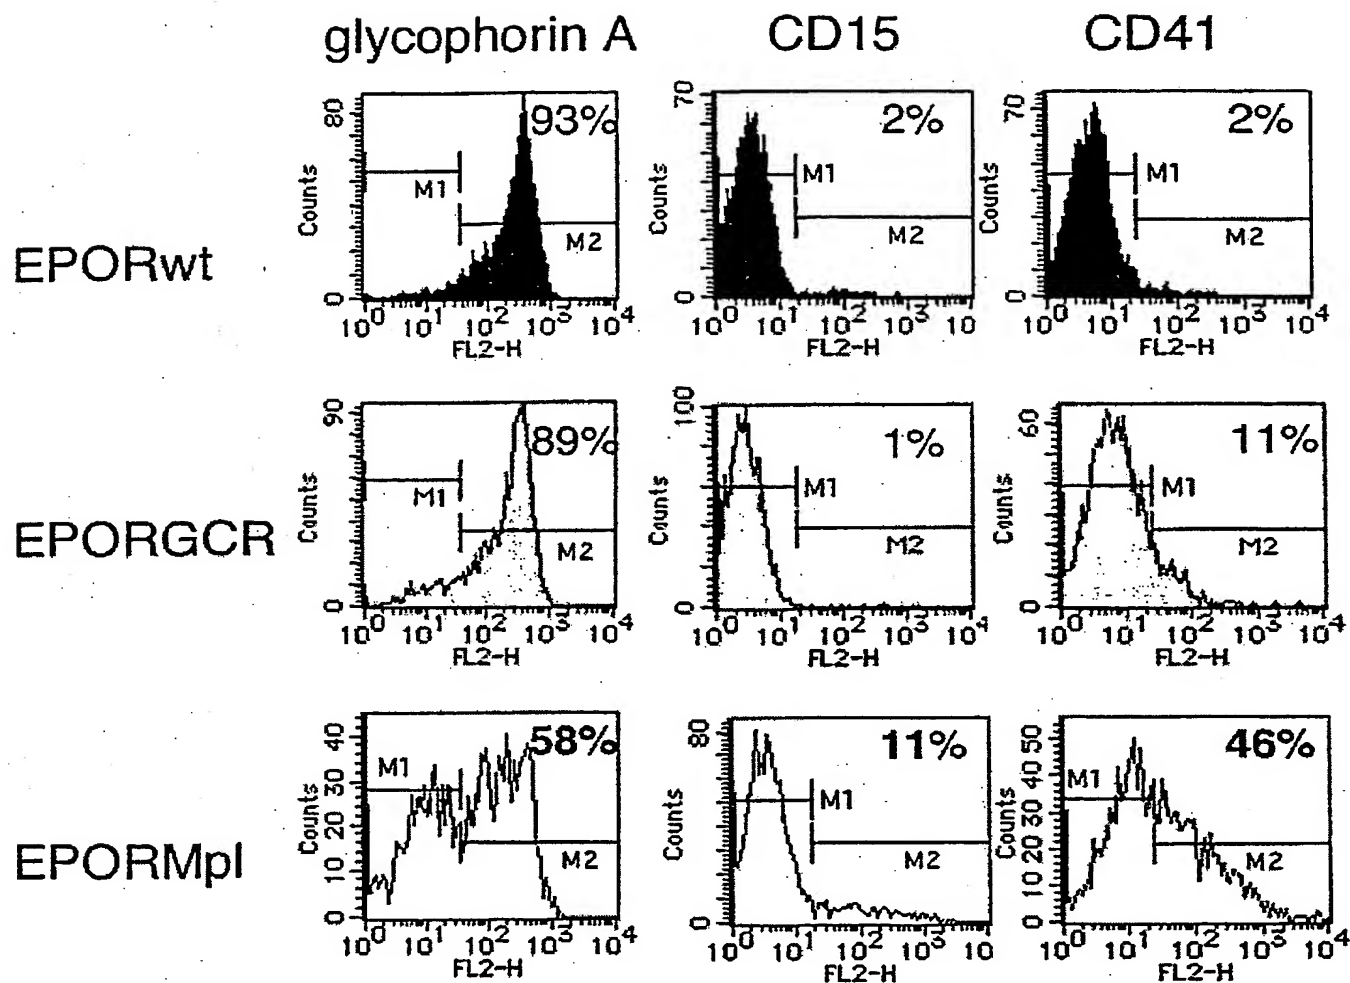 glycophorin A CD15 CD41
EPORwt
80 93% M1 M2 Counts 0 10^0 10^1 10^2 10^3 10^4 FL2-H
70 2% M1 M2 Counts 0 10^0 10^1 10^2 10^3 10 FL2-H
70 2% M1 M2 Counts 0 10^0 10^1 10^2 10^3 10^4 FL2-H
EPORGCR
90 89% M1 M2 Counts 0 10^0 10^1 10^2 10^3 10^4 FL2-H
100 1% M1 M2 Counts 0 10^0 10^1 10^2 10^3 10^4 FL2-H
60 11% M1 M2 Counts 0 10^0 10^1 10^2 10^3 10^4 FL2-H
EPORMpl
40 30 20 10 0 58% M1 M2 Counts 10^0 10^1 10^2 10^3 10^4 FL2-H
80 11% M1 M2 Counts 0 10^0 10^1 10^2 10^3 10 FL2-H
50 40 30 20 10 0 46% M1 M2 Counts 10^0 10^1 10^2 10^3 10^4 FL2-H